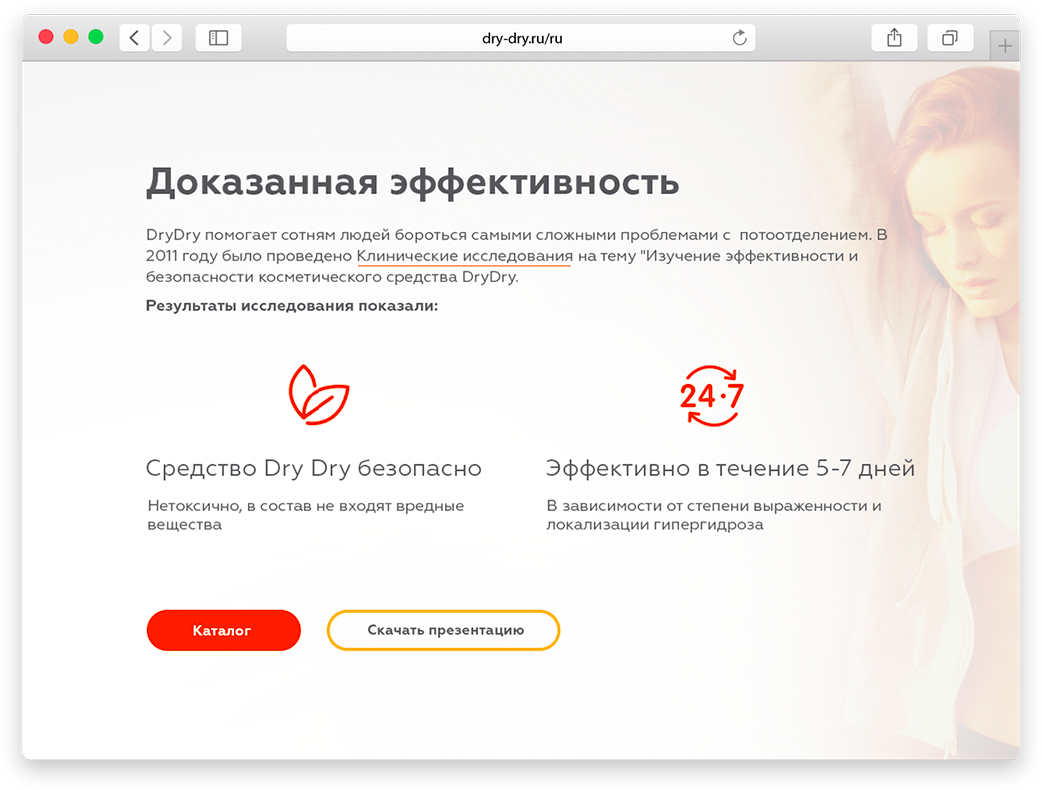 dry-dry.ru/ru
Доказанная эффективность
DryDry помогает сотням людей бороться самыми сложными проблемами с потоотделением. В
2011 году было проведено Клинические исследования на тему "Изучение эффективности и
безопасности косметического средства DryDry.
Результаты исследования показали:
24·7
Средство Dry Dry безопасно
Эффективно в течение 5-7 дней
Нетоксично, в состав не входят вредные
вещества
В зависимости от степени выраженности и
локализации гипергидроза
Каталог
Скачать презентацию